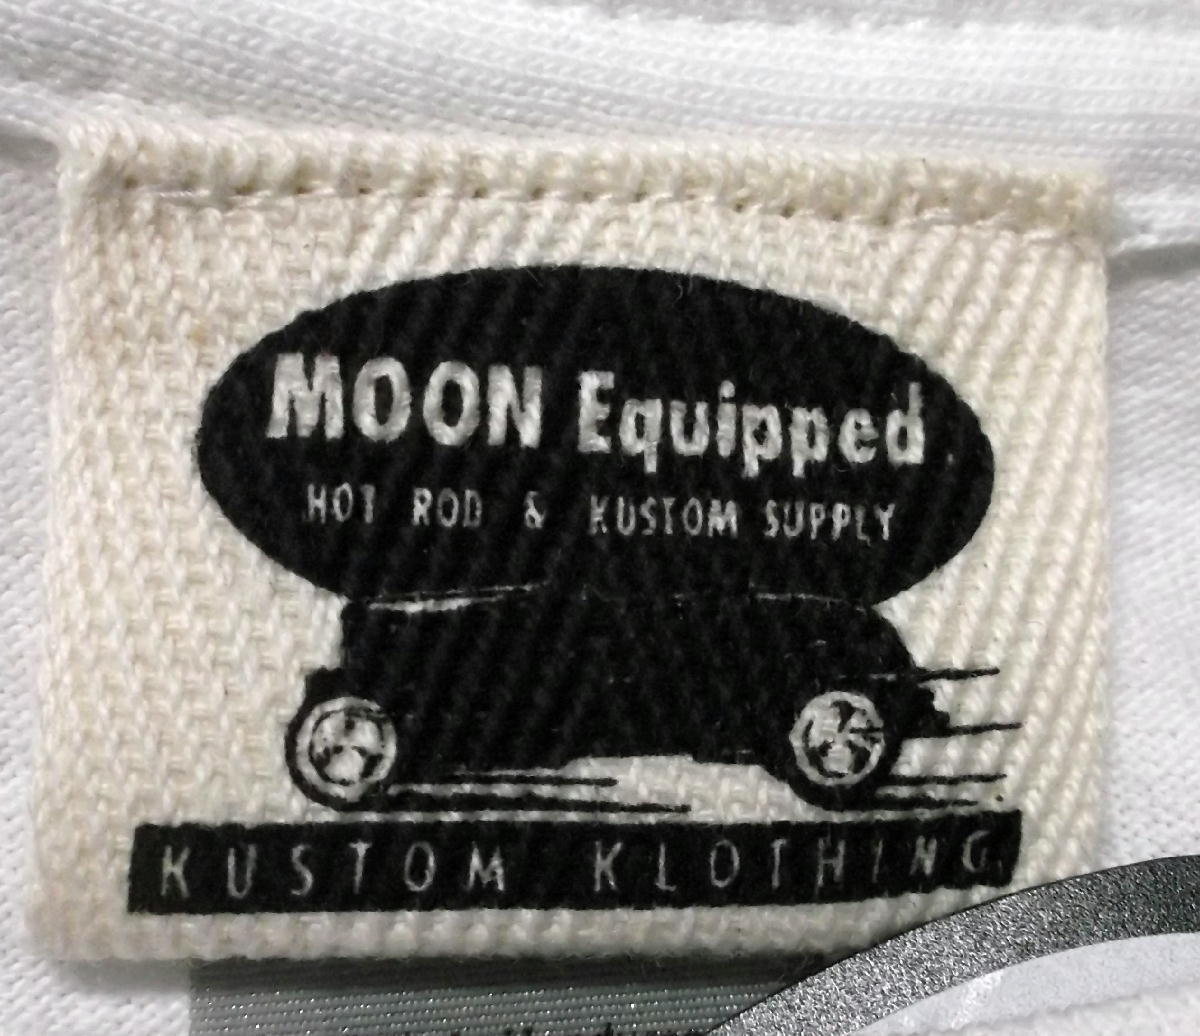 MOON Equipped
HOT ROD & KUSTOM SUPPLY
KUSTOM KLOTHING